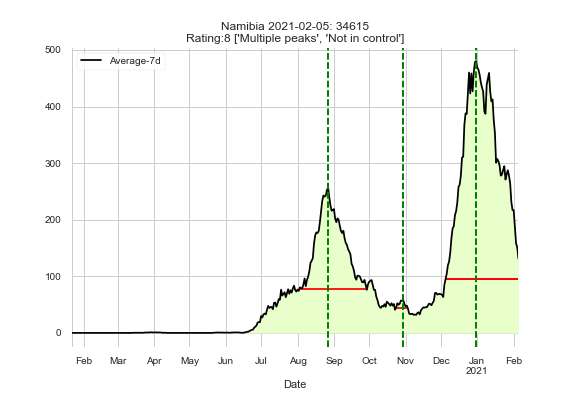 Namibia 2021-02-05: 34615
Rating:8 ['Multiple peaks', 'Not in control']
Average-7d
500
400
300
200
100
0
Feb Mar Apr May Jun Jul Aug Sep Oct Nov Dec Jan Feb
2021
Date